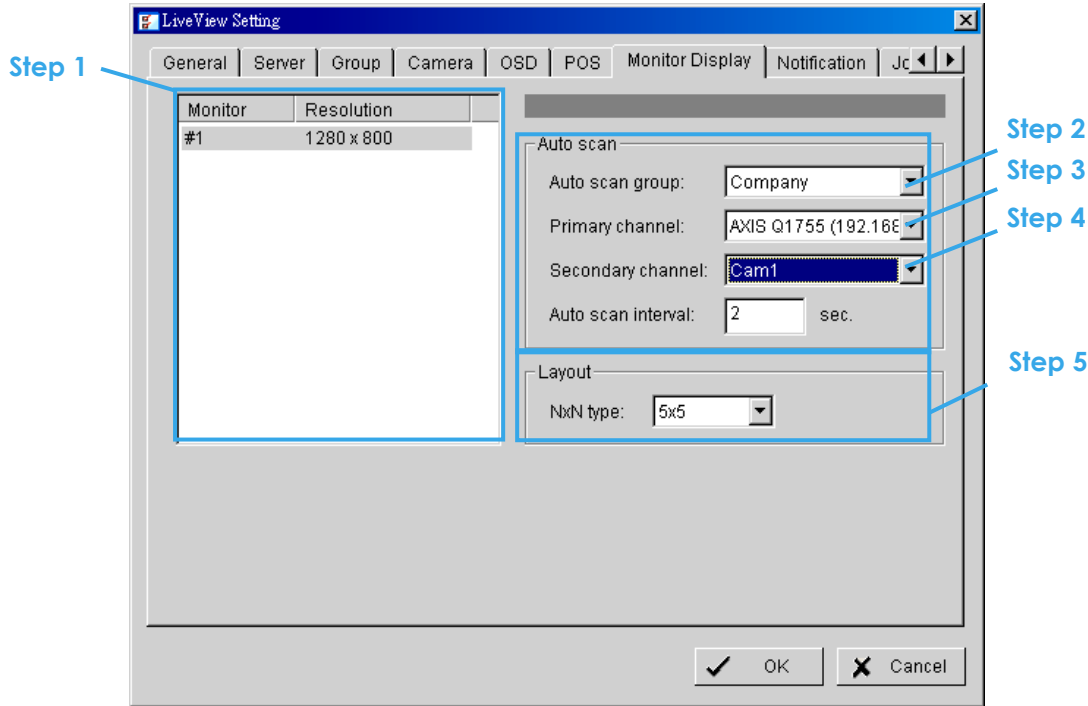 LiveView Setting
General Server Group Camera OSD POS Monitor Display Notification
Step 1
Monitor Resolution
#1 1280 x 800
Auto scan
Step 2
Auto scan group: Company
Step 3
Primary channel: AXIS Q1755 (192.168
Step 4
Secondary channel: Cam1
Auto scan interval: 2 sec.
Step 5
Layout
NxN type: 5x5
OK Cancel